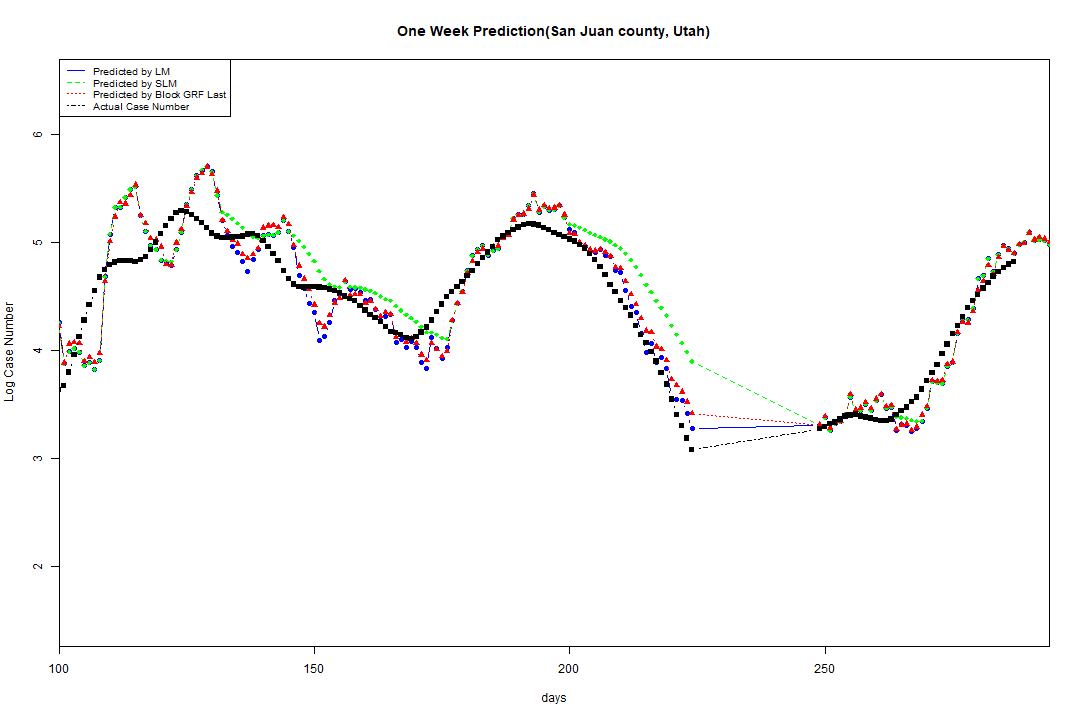 One Week Prediction(San Juan county, Utah)
Predicted by LM
Predicted by SLM
Predicted by Block GRF Last
Actual Case Number
6
5
4
3
2
Log Case Number
100
150
200
250
days